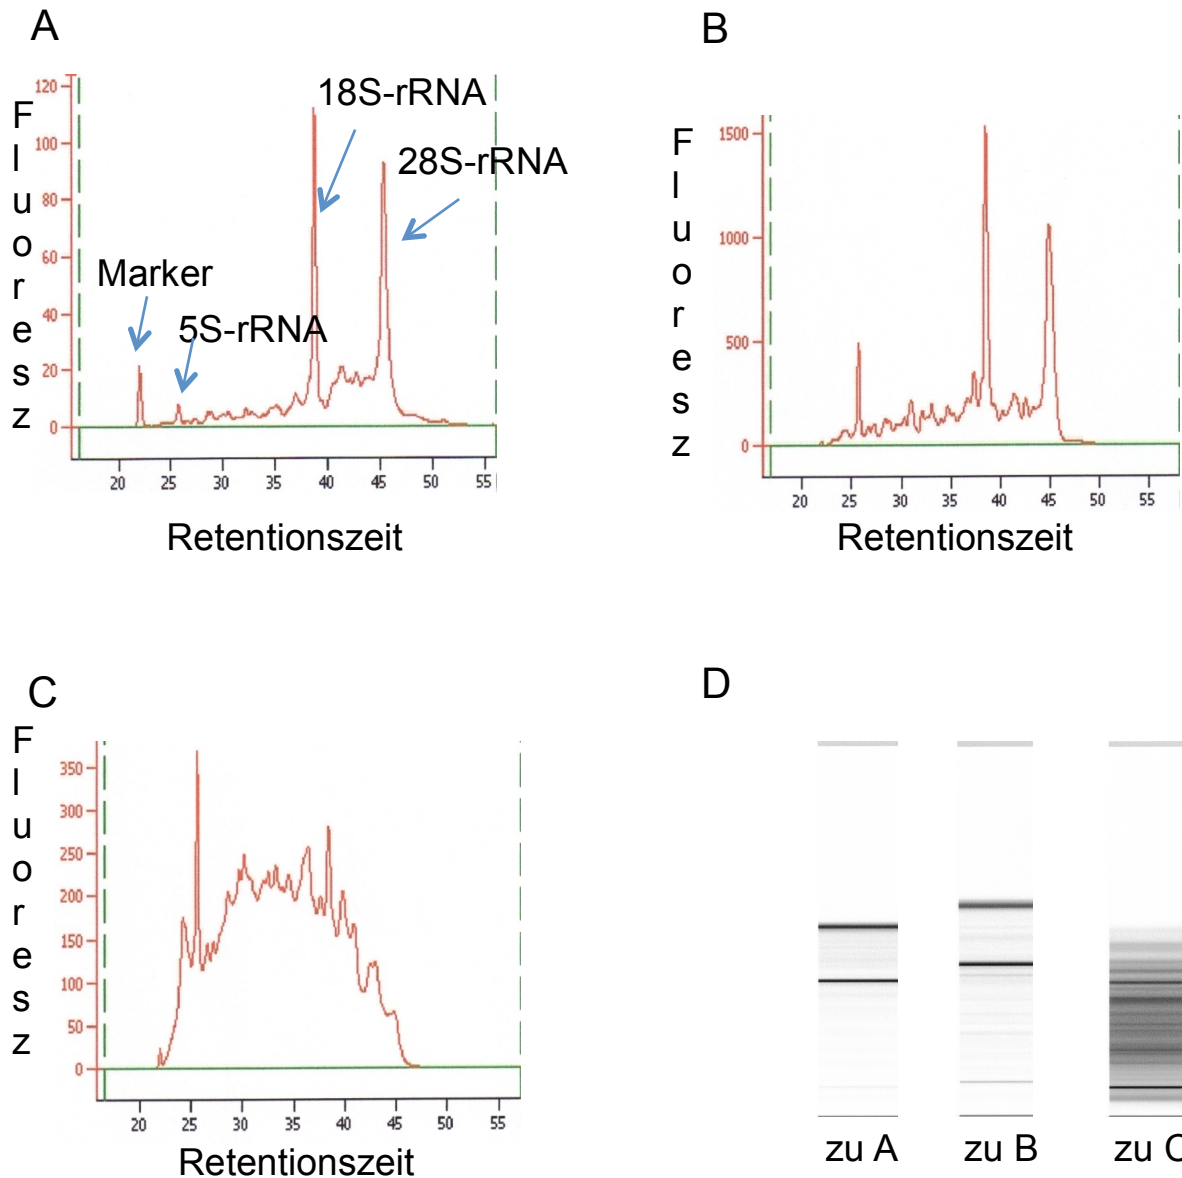 A
120
100
80
60
40
20
0
Fluoresz
18S-rRNA
28S-rRNA
Marker
5S-rRNA
20 25 30 35 40 45 50 55
Retentionszeit
B
1500
1000
500
0
Fluoresz
20 25 30 35 40 45 50 55
Retentionszeit
C
350
300
250
200
150
100
50
0
Fluoresz
20 25 30 35 40 45 50 55
Retentionszeit
D
zu A zu B zu C